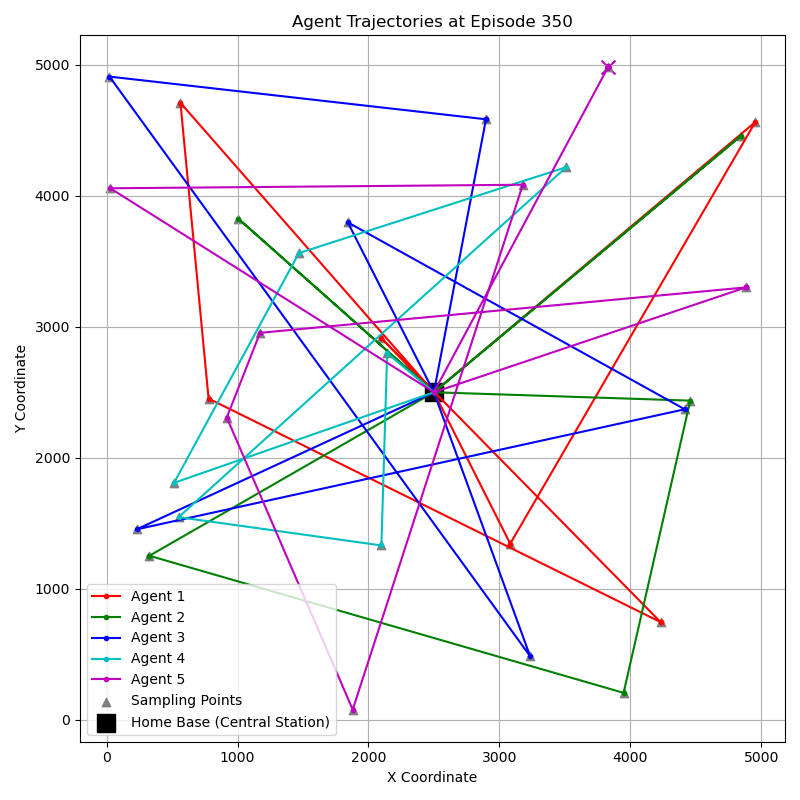 Agent Trajectories at Episode 350
Y Coordinate
5000
4000
3000
2000
1000
0
Agent 1
Agent 2
Agent 3
Agent 4
Agent 5
Sampling Points
Home Base (Central Station)
0 1000 2000 3000 4000 5000
X Coordinate